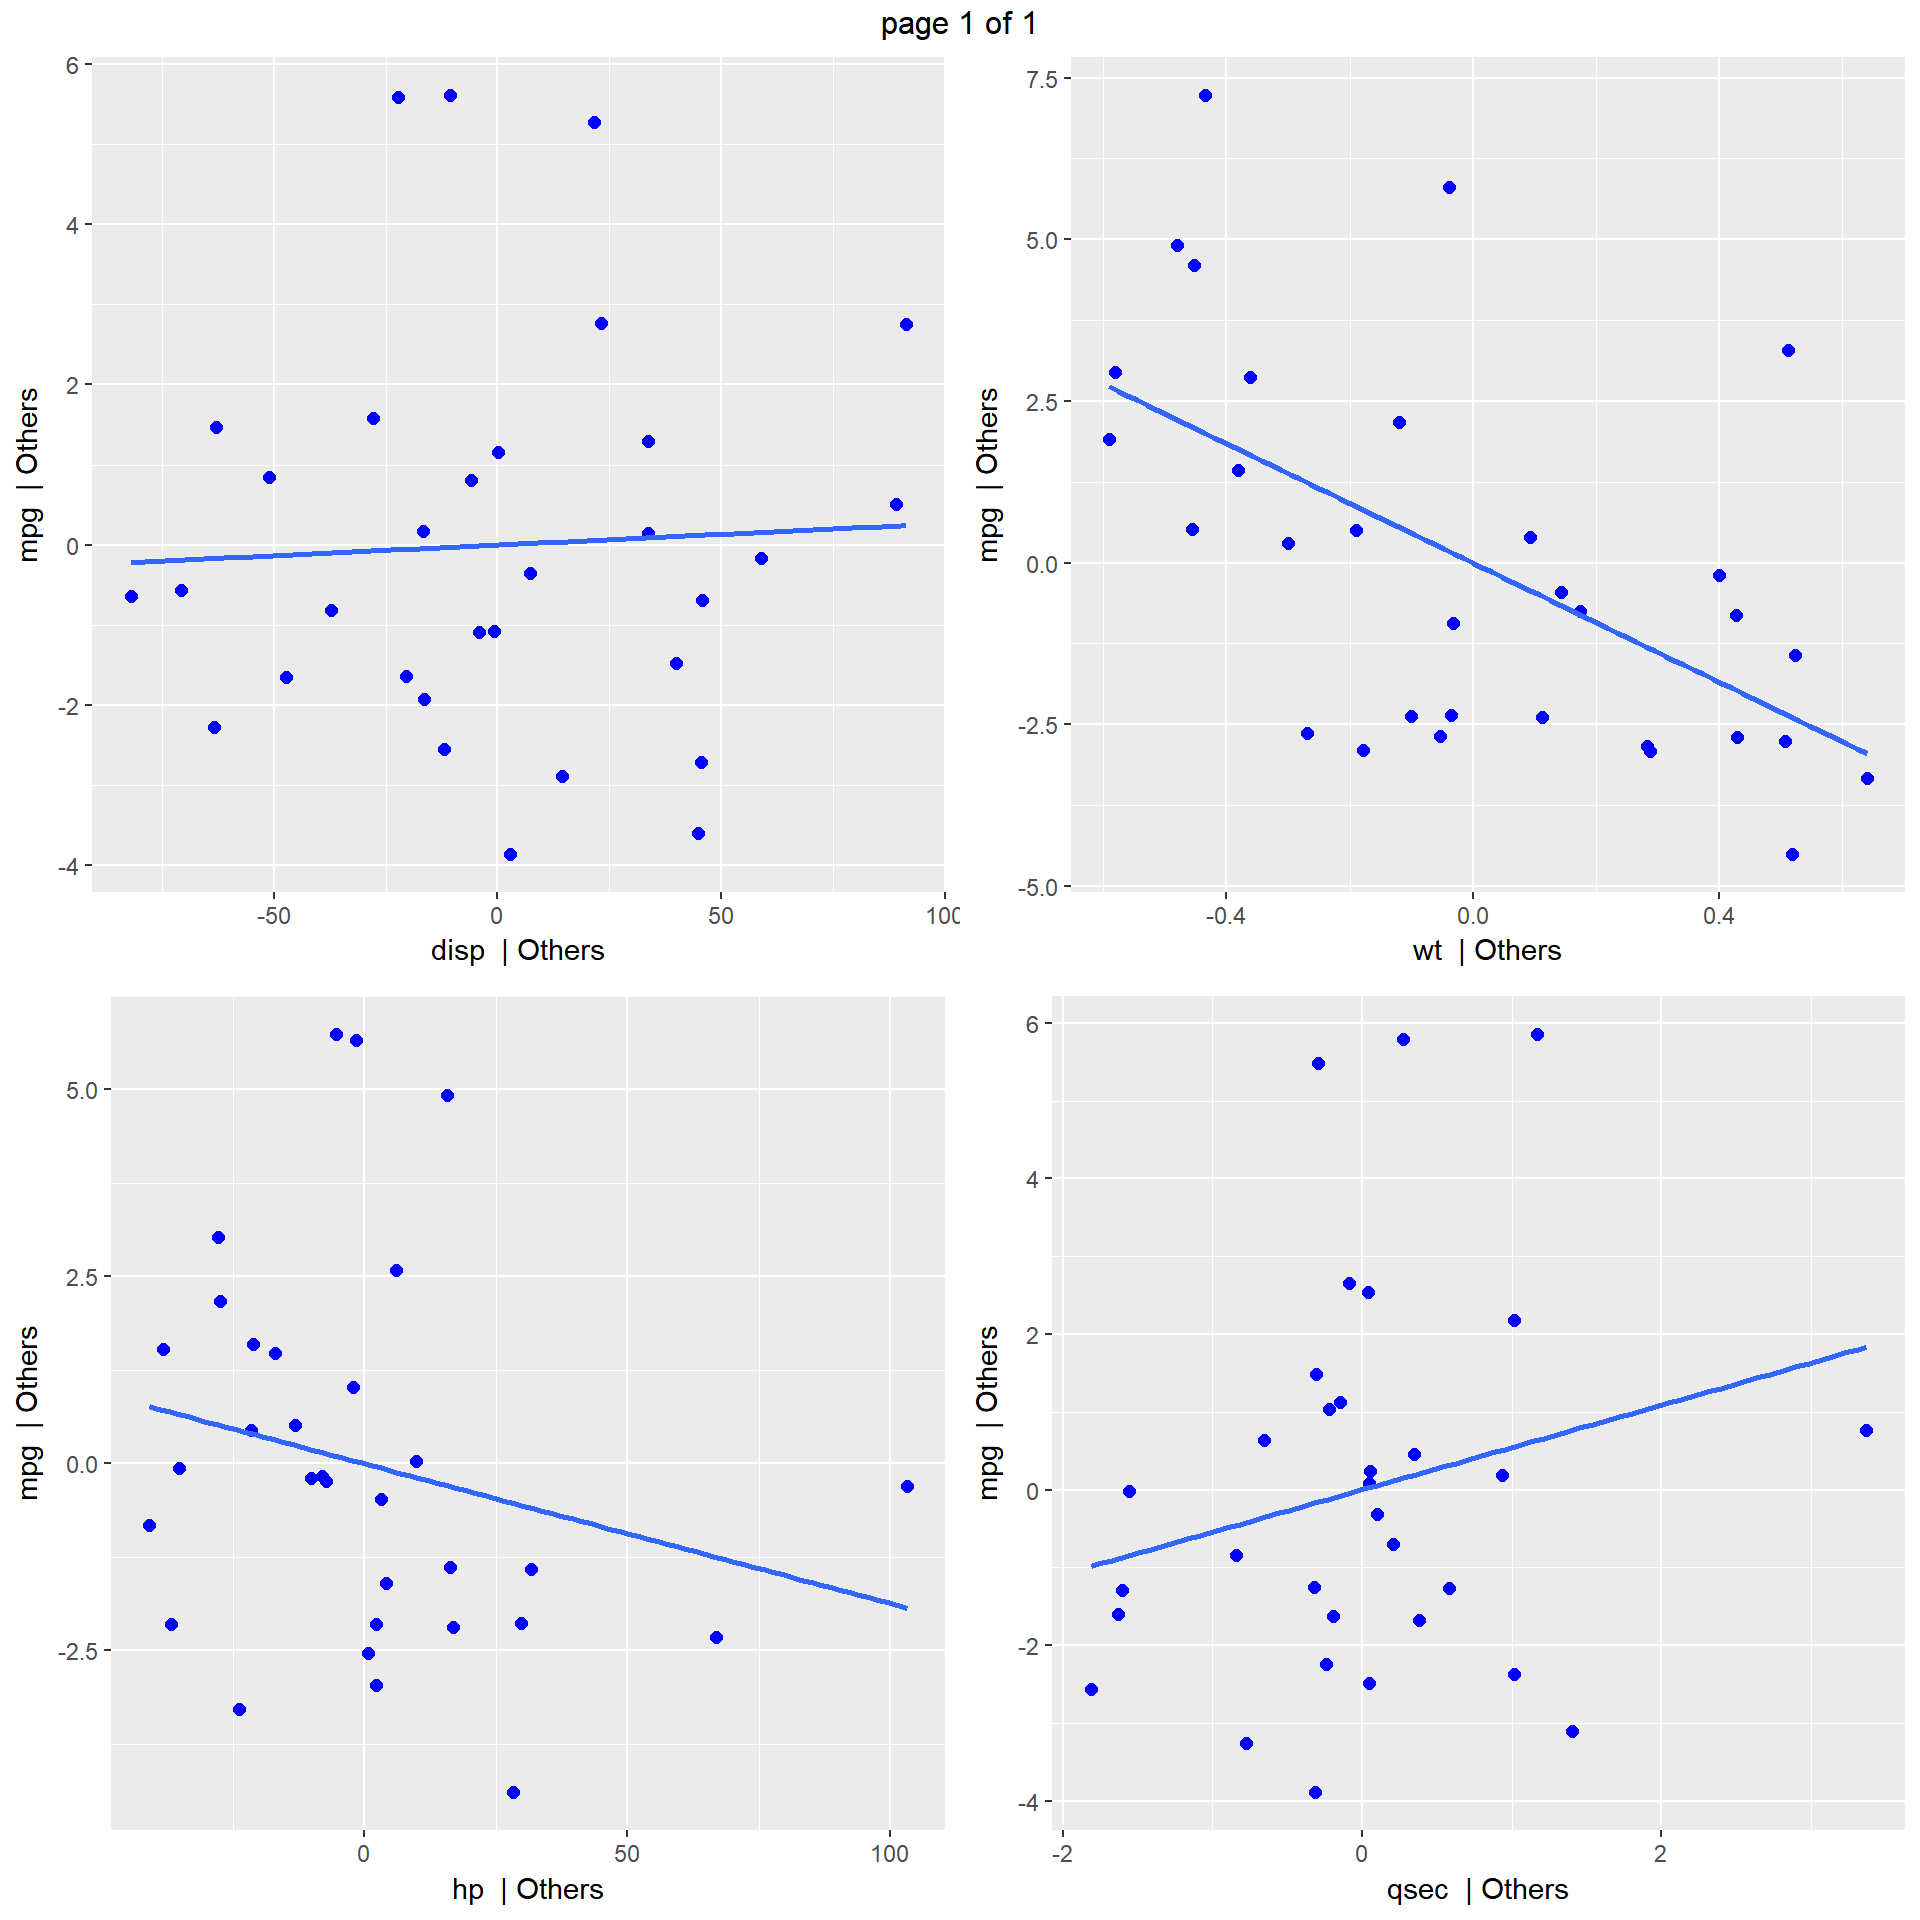 page 1 of 1
6
4
2
0
-2
-4
mpg | Others
-50 0 50 100
disp | Others
7.5
5.0
2.5
0.0
-2.5
-5.0
mpg | Others
-0.4 0.0 0.4
wt | Others
5.0
2.5
0.0
-2.5
mpg | Others
0 50 100
hp | Others
6
4
2
0
-2
-4
mpg | Others
-2 0 2
qsec | Others